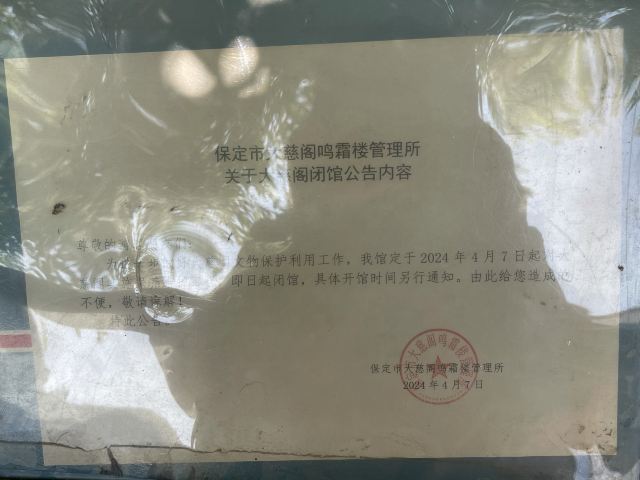 保定市大慈阁鸣霜楼管理所
关于大慈阁闭馆公告内容
尊敬的
文物保护利用工作，我馆定于 2024 年 4 月 7 日起
即日起闭馆，具体开馆时间另行通知。由此给您造成
不便，敬请谅解！
特此公告
保定市大慈阁鸣霜楼管理所
2024 年 4 月 7 日